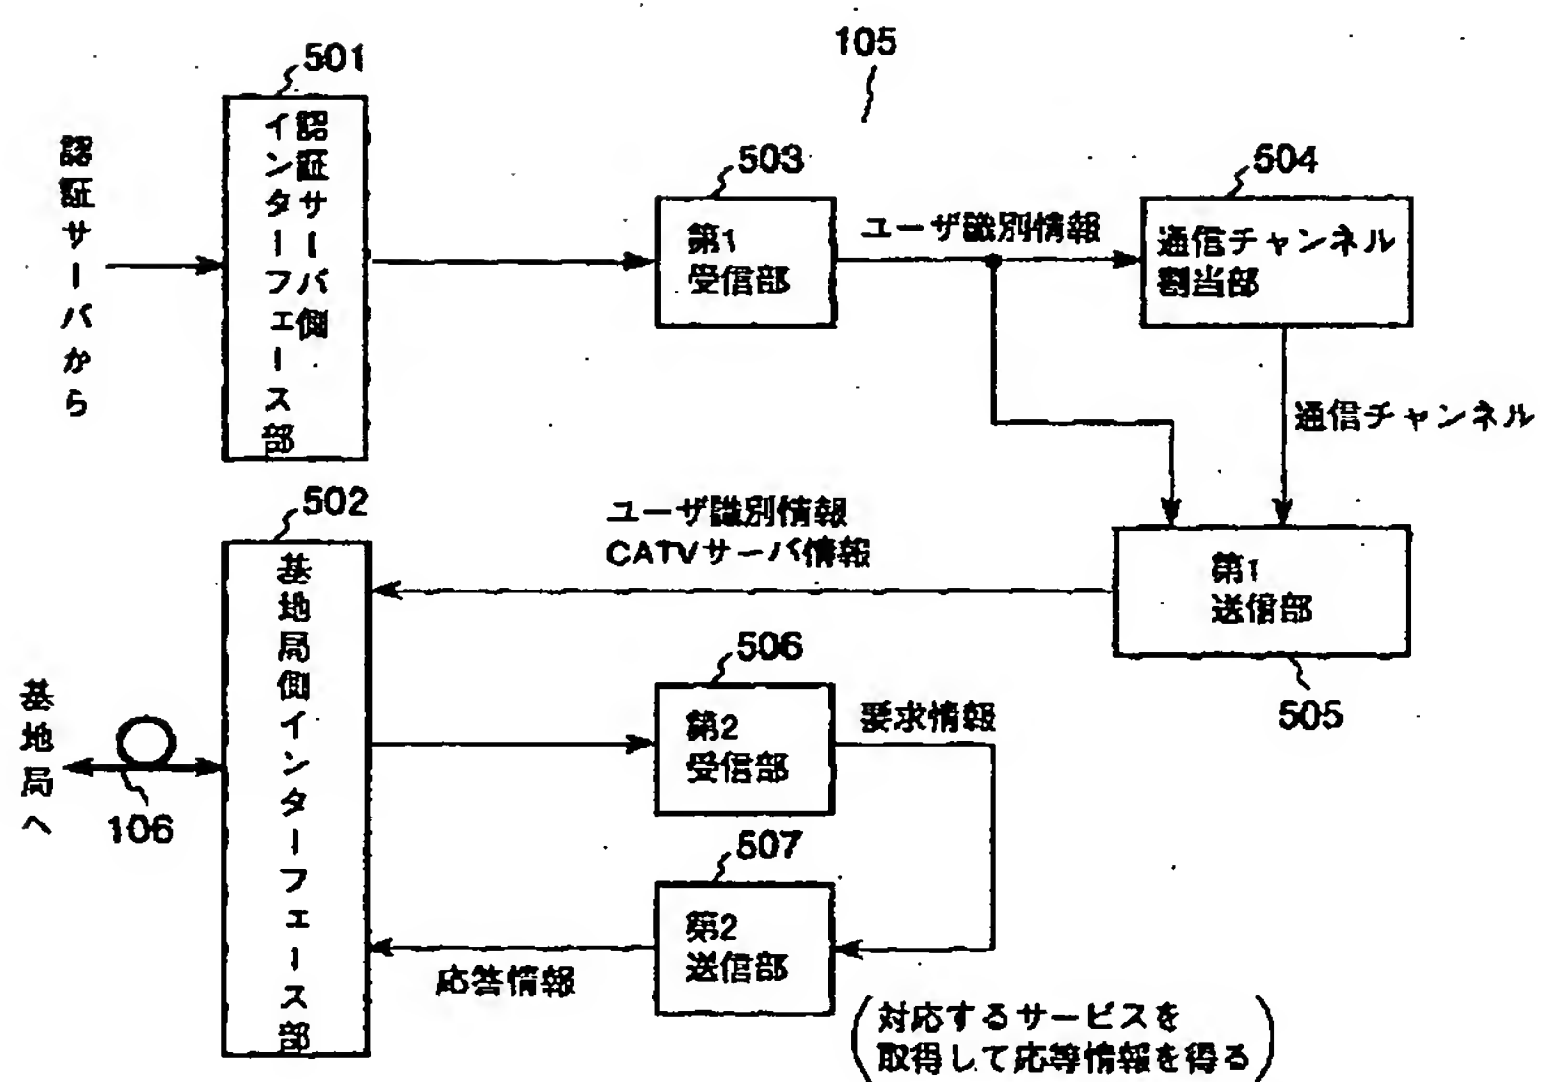 105
501
認証サーバ側
インターフェース部
認証サーバから
503
第1
受信部
ユーザ識別情報
504
通信チャンネル
割当部
通信チャンネル
502
基地局側インターフェース部
ユーザ識別情報
CATVサーバ情報
第1
送信部
505
基地局へ
106
506
第2
受信部
要求情報
507
第2
送信部
応答情報
対応するサービスを
取得して応等情報を得る